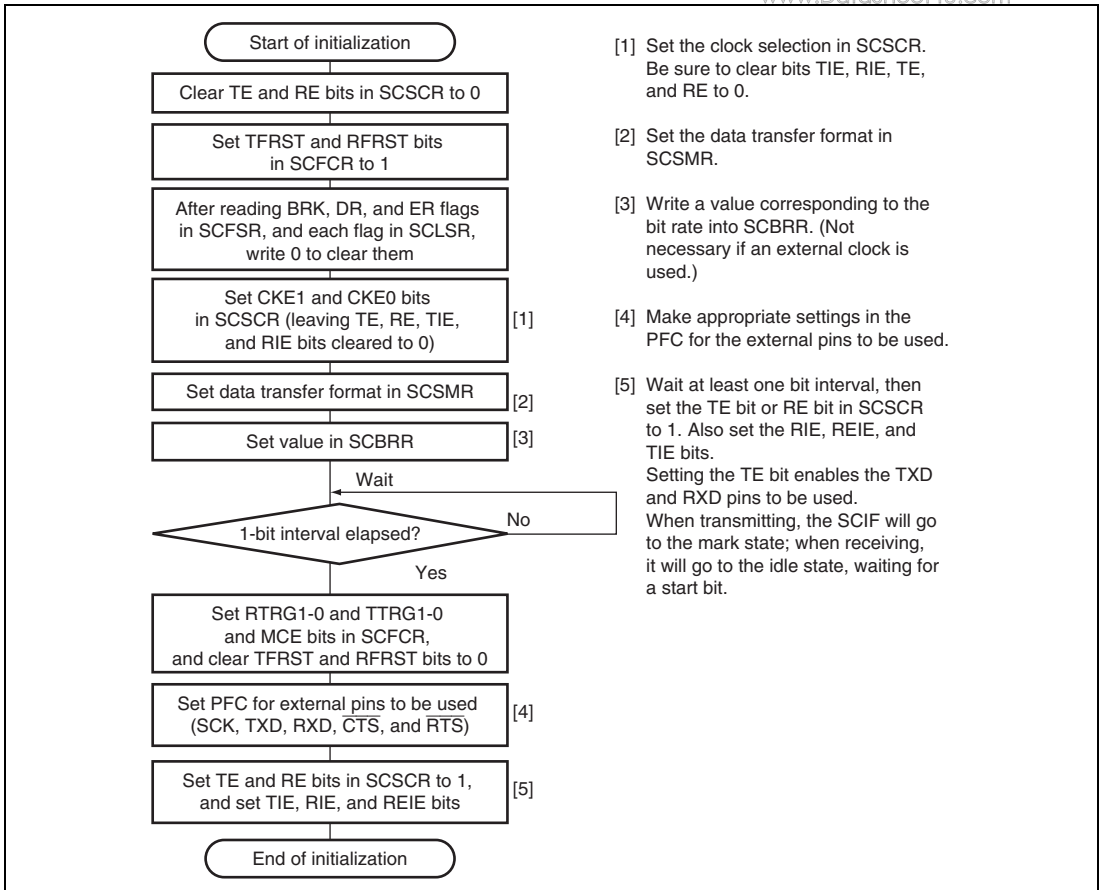 www.DataSheet4U.com
Start of initialization
Clear TE and RE bits in SCSCR to 0
Set TFRST and RFRST bits
in SCFCR to 1
After reading BRK, DR, and ER flags
in SCFSR, and each flag in SCLSR,
write 0 to clear them
Set CKE1 and CKE0 bits
in SCSCR (leaving TE, RE, TIE,
and RIE bits cleared to 0)
[1]
Set data transfer format in SCSMR
[2]
Set value in SCBRR
[3]
Wait
1-bit interval elapsed?
No
Yes
Set RTRG1-0 and TTRG1-0
and MCE bits in SCFCR,
and clear TFRST and RFRST bits to 0
Set PFC for external pins to be used
(SCK, TXD, RXD, CTS, and RTS)
[4]
Set TE and RE bits in SCSCR to 1,
and set TIE, RIE, and REIE bits
[5]
End of initialization
[1] Set the clock selection in SCSCR.
Be sure to clear bits TIE, RIE, TE,
and RE to 0.
[2] Set the data transfer format in
SCSMR.
[3] Write a value corresponding to the
bit rate into SCBRR. (Not
necessary if an external clock is
used.)
[4] Make appropriate settings in the
PFC for the external pins to be used.
[5] Wait at least one bit interval, then
set the TE bit or RE bit in SCSCR
to 1. Also set the RIE, REIE, and
TIE bits.
Setting the TE bit enables the TXD
and RXD pins to be used.
When transmitting, the SCIF will go
to the mark state; when receiving,
it will go to the idle state, waiting for
a start bit.